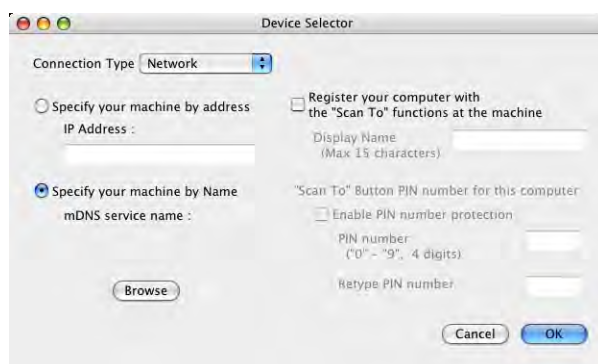 Device Selector
Connection Type Network
Specify your machine by address
IP Address :
Specify your machine by Name
mDNS service name :
Browse
Register your computer with
the "Scan To" functions at the machine
Display Name
(Max 15 characters)
"Scan To" Button PIN number for this computer
Enable PIN number protection
PIN number
("0" - "9", 4 digits)
Retype PIN number
Cancel OK